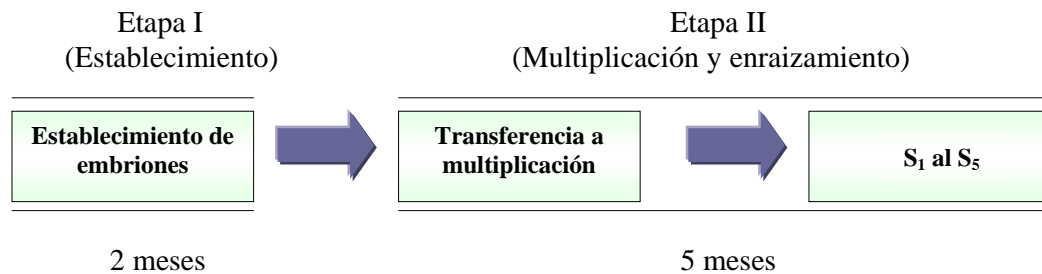 Etapa I
(Establecimiento)
Etapa II
(Multiplicación y enraizamiento)
Establecimiento de
embriones
Transferencia a
multiplicación
S₁ al S₅
2 meses
5 meses